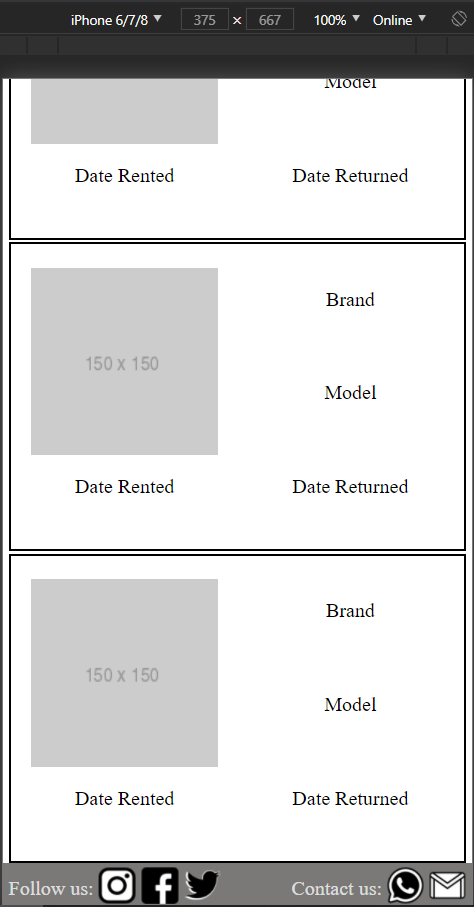 iPhone 6/7/8 ▼ 375 × 667 100% ▼ Online ▼
Model
Date Rented Date Returned
Brand
150 x 150
Model
Date Rented Date Returned
Brand
150 x 150
Model
Date Rented Date Returned
Follow us: Contact us: